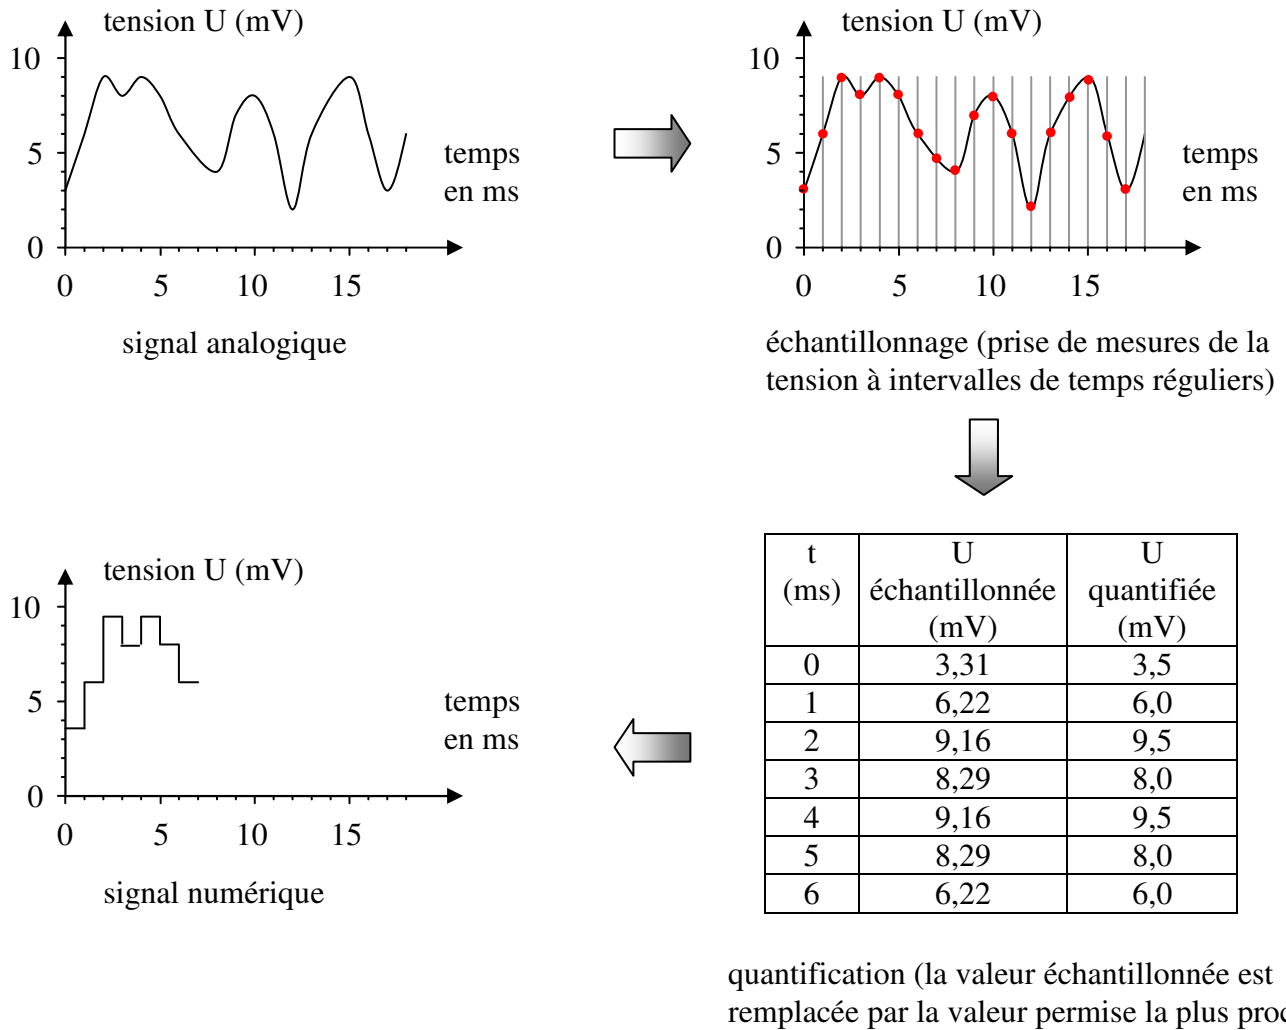 tension U (mV)
10
5
0
0 5 10 15
temps
en ms
signal analogique
tension U (mV)
10
5
0
0 5 10 15
temps
en ms
échantillonnage (prise de mesures de la
tension à intervalles de temps réguliers)
t
(ms)
U
échantillonnée
(mV)
U
quantifiée
(mV)
0 3,31 3,5
1 6,22 6,0
2 9,16 9,5
3 8,29 8,0
4 9,16 9,5
5 8,29 8,0
6 6,22 6,0
quantification (la valeur échantillonnée est
remplacée par la valeur permise la plus
tension U (mV)
10
5
0
0 5 10 15
temps
en ms
signal numérique